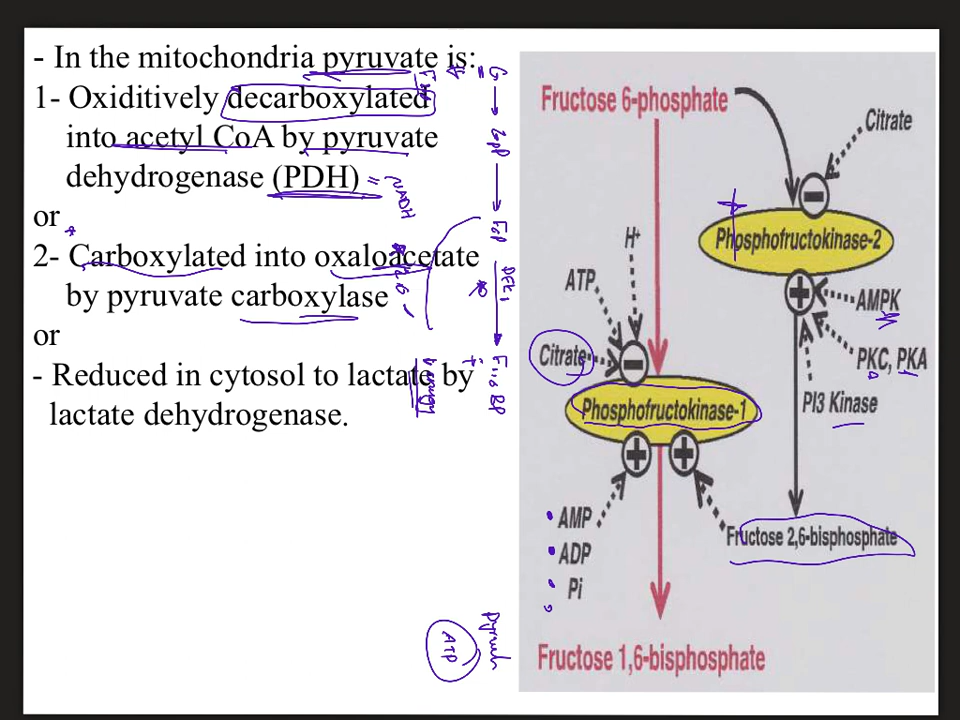 - In the mitochondria pyruvate is:
1- Oxiditively decarboxylated
into acetyl CoA by pyruvate
dehydrogenase (PDH)
or
2- Carboxylated into oxaloacetate
by pyruvate carboxylase
or
- Reduced in cytosol to lactate by
lactate dehydrogenase.
NADH
G
F6P
ATP
Fructose 6-phosphate
Citrate
Phosphofructokinase-2
H+
ATP
AMPK
Citrate
PKC, PKA
PI3 Kinase
Phosphofructokinase-1
AMP
Fructose 2,6-bisphosphate
ADP
Pi
Fructose 1,6-bisphosphate